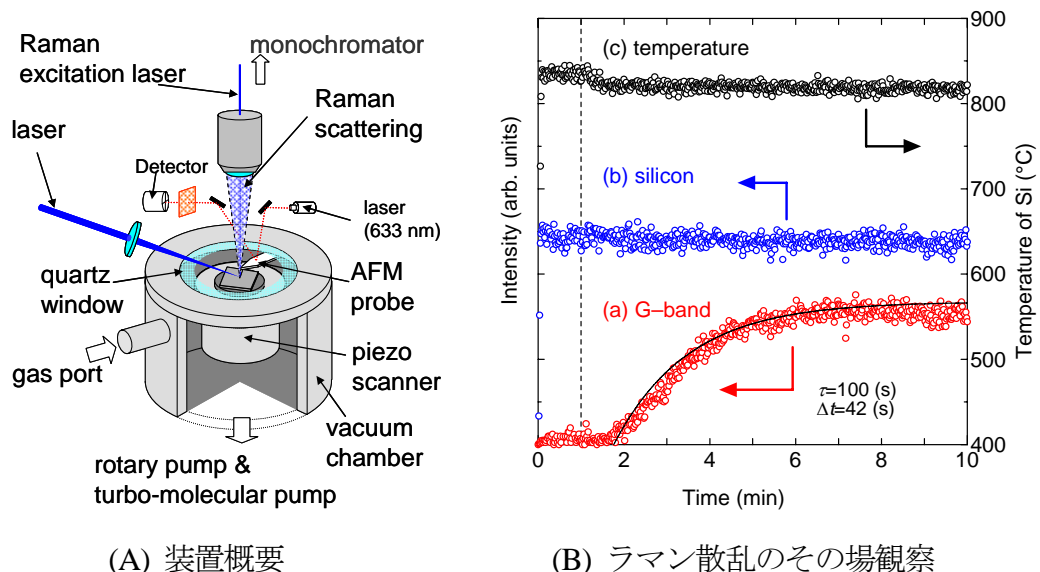 Raman
excitation laser
monochromator
Raman
scattering
laser
Detector
laser
(633 nm)
quartz
window
AFM
probe
gas port
piezo
scanner
vacuum
chamber
rotary pump &
turbo-molecular pump
(A) 装置概要
Intensity (arb. units)
(c) temperature
(b) silicon
(a) G–band
τ=100 (s)
Δt=42 (s)
900
800
700
600
500
400
Temperature of Si (°C)
0 2 4 6 8 10
Time (min)
(B) ラマン散乱のその場観察